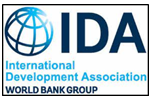 IDA
International
Development Association
WORLD BANK GROUP